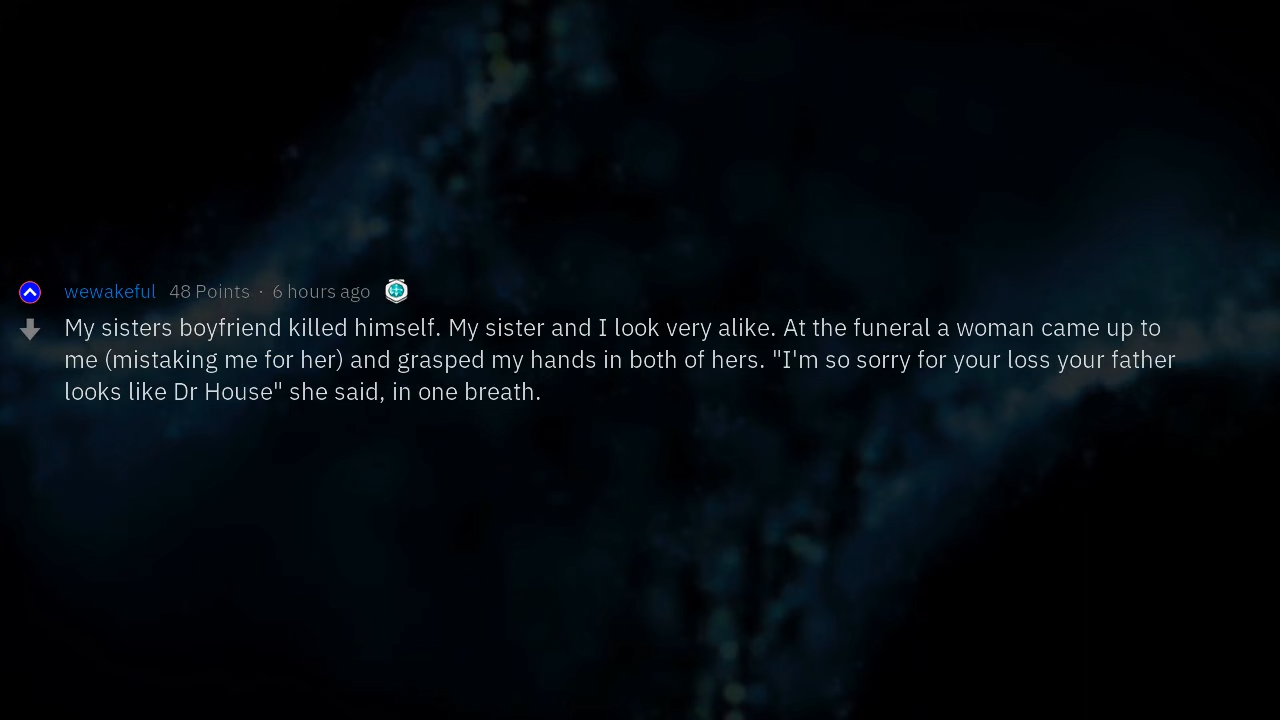 wewakeful 48 Points · 6 hours ago
My sisters boyfriend killed himself. My sister and I look very alike. At the funeral a woman came up to
me (mistaking me for her) and grasped my hands in both of hers. "I'm so sorry for your loss your father
looks like Dr House" she said, in one breath.